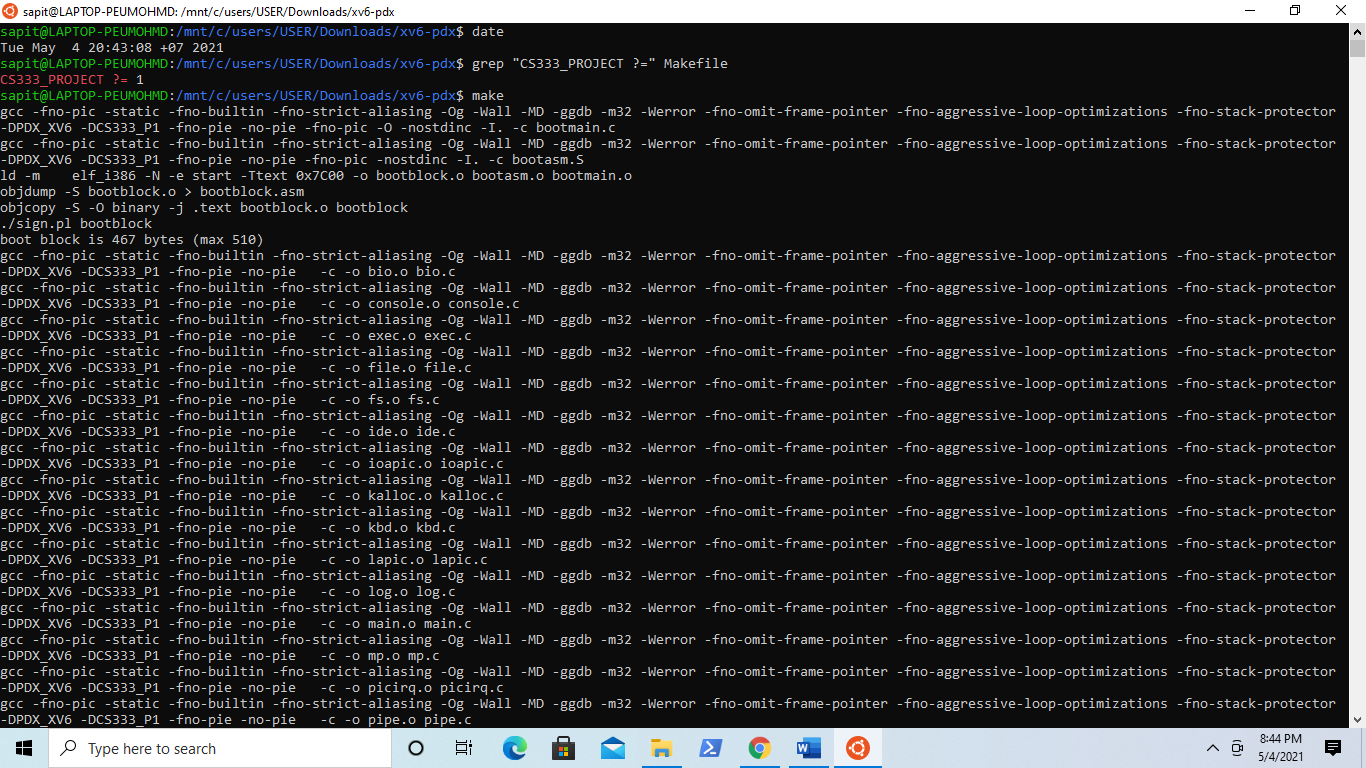 sapit@LAPTOP-PEUMOHMD: /mnt/c/users/USER/Downloads/xv6-pdx
sapit@LAPTOP-PEUMOHMD:/mnt/c/users/USER/Downloads/xv6-pdx$ date
Tue May  4 20:43:08 +07 2021
sapit@LAPTOP-PEUMOHMD:/mnt/c/users/USER/Downloads/xv6-pdx$ grep "CS333_PROJECT ?=" Makefile
CS333_PROJECT ?= 1
sapit@LAPTOP-PEUMOHMD:/mnt/c/users/USER/Downloads/xv6-pdx$ make
gcc -fno-pic -static -fno-builtin -fno-strict-aliasing -Og -Wall -MD -ggdb -m32 -Werror -fno-omit-frame-pointer -fno-aggressive-loop-optimizations -fno-stack-protector
-DPDX_XV6 -DCS333_P1 -fno-pie -no-pie -fno-pic -O -nostdinc -I. -c bootmain.c
gcc -fno-pic -static -fno-builtin -fno-strict-aliasing -Og -Wall -MD -ggdb -m32 -Werror -fno-omit-frame-pointer -fno-aggressive-loop-optimizations -fno-stack-protector
-DPDX_XV6 -DCS333_P1 -fno-pie -no-pie -fno-pic -nostdinc -I. -c bootasm.S
ld -m    elf_i386 -N -e start -Ttext 0x7C00 -o bootblock.o bootasm.o bootmain.o
objdump -S bootblock.o > bootblock.asm
objcopy -S -O binary -j .text bootblock.o bootblock
./sign.pl bootblock
boot block is 467 bytes (max 510)
gcc -fno-pic -static -fno-builtin -fno-strict-aliasing -Og -Wall -MD -ggdb -m32 -Werror -fno-omit-frame-pointer -fno-aggressive-loop-optimizations -fno-stack-protector
-DPDX_XV6 -DCS333_P1 -fno-pie -no-pie   -c -o bio.o bio.c
gcc -fno-pic -static -fno-builtin -fno-strict-aliasing -Og -Wall -MD -ggdb -m32 -Werror -fno-omit-frame-pointer -fno-aggressive-loop-optimizations -fno-stack-protector
-DPDX_XV6 -DCS333_P1 -fno-pie -no-pie   -c -o console.o console.c
gcc -fno-pic -static -fno-builtin -fno-strict-aliasing -Og -Wall -MD -ggdb -m32 -Werror -fno-omit-frame-pointer -fno-aggressive-loop-optimizations -fno-stack-protector
-DPDX_XV6 -DCS333_P1 -fno-pie -no-pie   -c -o exec.o exec.c
gcc -fno-pic -static -fno-builtin -fno-strict-aliasing -Og -Wall -MD -ggdb -m32 -Werror -fno-omit-frame-pointer -fno-aggressive-loop-optimizations -fno-stack-protector
-DPDX_XV6 -DCS333_P1 -fno-pie -no-pie   -c -o file.o file.c
gcc -fno-pic -static -fno-builtin -fno-strict-aliasing -Og -Wall -MD -ggdb -m32 -Werror -fno-omit-frame-pointer -fno-aggressive-loop-optimizations -fno-stack-protector
-DPDX_XV6 -DCS333_P1 -fno-pie -no-pie   -c -o fs.o fs.c
gcc -fno-pic -static -fno-builtin -fno-strict-aliasing -Og -Wall -MD -ggdb -m32 -Werror -fno-omit-frame-pointer -fno-aggressive-loop-optimizations -fno-stack-protector
-DPDX_XV6 -DCS333_P1 -fno-pie -no-pie   -c -o ide.o ide.c
gcc -fno-pic -static -fno-builtin -fno-strict-aliasing -Og -Wall -MD -ggdb -m32 -Werror -fno-omit-frame-pointer -fno-aggressive-loop-optimizations -fno-stack-protector
-DPDX_XV6 -DCS333_P1 -fno-pie -no-pie   -c -o ioapic.o ioapic.c
gcc -fno-pic -static -fno-builtin -fno-strict-aliasing -Og -Wall -MD -ggdb -m32 -Werror -fno-omit-frame-pointer -fno-aggressive-loop-optimizations -fno-stack-protector
-DPDX_XV6 -DCS333_P1 -fno-pie -no-pie   -c -o kalloc.o kalloc.c
gcc -fno-pic -static -fno-builtin -fno-strict-aliasing -Og -Wall -MD -ggdb -m32 -Werror -fno-omit-frame-pointer -fno-aggressive-loop-optimizations -fno-stack-protector
-DPDX_XV6 -DCS333_P1 -fno-pie -no-pie   -c -o kbd.o kbd.c
gcc -fno-pic -static -fno-builtin -fno-strict-aliasing -Og -Wall -MD -ggdb -m32 -Werror -fno-omit-frame-pointer -fno-aggressive-loop-optimizations -fno-stack-protector
-DPDX_XV6 -DCS333_P1 -fno-pie -no-pie   -c -o lapic.o lapic.c
gcc -fno-pic -static -fno-builtin -fno-strict-aliasing -Og -Wall -MD -ggdb -m32 -Werror -fno-omit-frame-pointer -fno-aggressive-loop-optimizations -fno-stack-protector
-DPDX_XV6 -DCS333_P1 -fno-pie -no-pie   -c -o log.o log.c
gcc -fno-pic -static -fno-builtin -fno-strict-aliasing -Og -Wall -MD -ggdb -m32 -Werror -fno-omit-frame-pointer -fno-aggressive-loop-optimizations -fno-stack-protector
-DPDX_XV6 -DCS333_P1 -fno-pie -no-pie   -c -o main.o main.c
gcc -fno-pic -static -fno-builtin -fno-strict-aliasing -Og -Wall -MD -ggdb -m32 -Werror -fno-omit-frame-pointer -fno-aggressive-loop-optimizations -fno-stack-protector
-DPDX_XV6 -DCS333_P1 -fno-pie -no-pie   -c -o mp.o mp.c
gcc -fno-pic -static -fno-builtin -fno-strict-aliasing -Og -Wall -MD -ggdb -m32 -Werror -fno-omit-frame-pointer -fno-aggressive-loop-optimizations -fno-stack-protector
-DPDX_XV6 -DCS333_P1 -fno-pie -no-pie   -c -o picirq.o picirq.c
gcc -fno-pic -static -fno-builtin -fno-strict-aliasing -Og -Wall -MD -ggdb -m32 -Werror -fno-omit-frame-pointer -fno-aggressive-loop-optimizations -fno-stack-protector
-DPDX_XV6 -DCS333_P1 -fno-pie -no-pie   -c -o pipe.o pipe.c
Type here to search
8:44 PM
5/4/2021